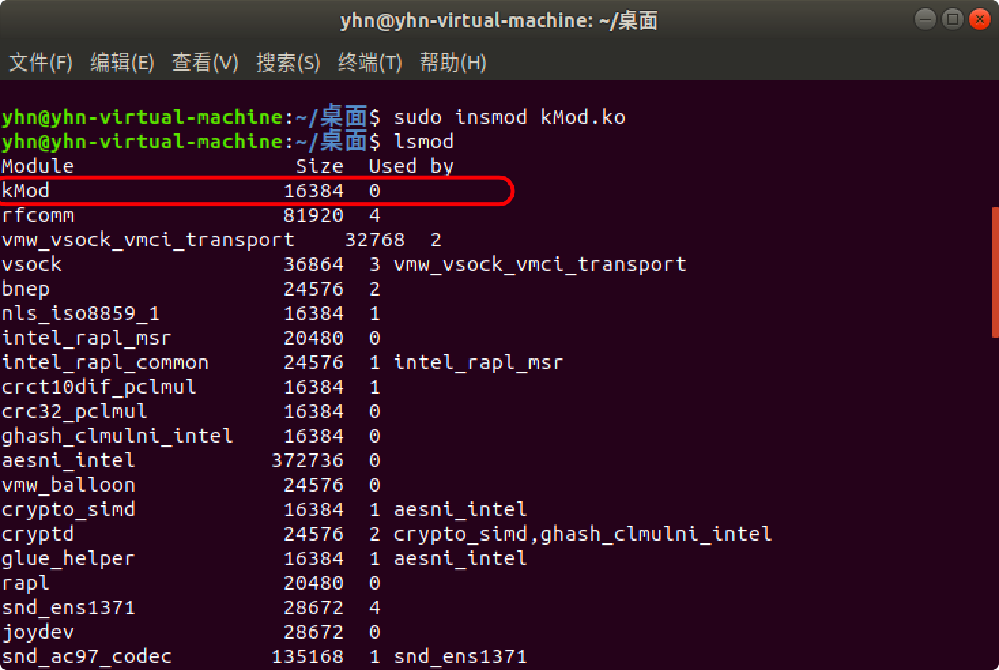 yhn@yhn-virtual-machine: ~/桌面
文件(F) 编辑(E) 查看(V) 搜索(S) 终端(T) 帮助(H)
yhn@yhn-virtual-machine:~/桌面$ sudo insmod kMod.ko
yhn@yhn-virtual-machine:~/桌面$ lsmod
Module                  Size  Used by
kMod                   16384  0
rfcomm                 81920  4
vmw_vsock_vmci_transport    32768  2
vsock                  36864  3 vmw_vsock_vmci_transport
bnep                   24576  2
nls_iso8859_1          16384  1
intel_rapl_msr         20480  0
intel_rapl_common      24576  1 intel_rapl_msr
crct10dif_pclmul       16384  1
crc32_pclmul           16384  0
ghash_clmulni_intel    16384  0
aesni_intel           372736  0
vmw_balloon            24576  0
crypto_simd            16384  1 aesni_intel
cryptd                 24576  2 crypto_simd,ghash_clmulni_intel
glue_helper            16384  1 aesni_intel
rapl                   20480  0
snd_ens1371            28672  4
joydev                 28672  0
snd_ac97_codec        135168  1 snd_ens1371